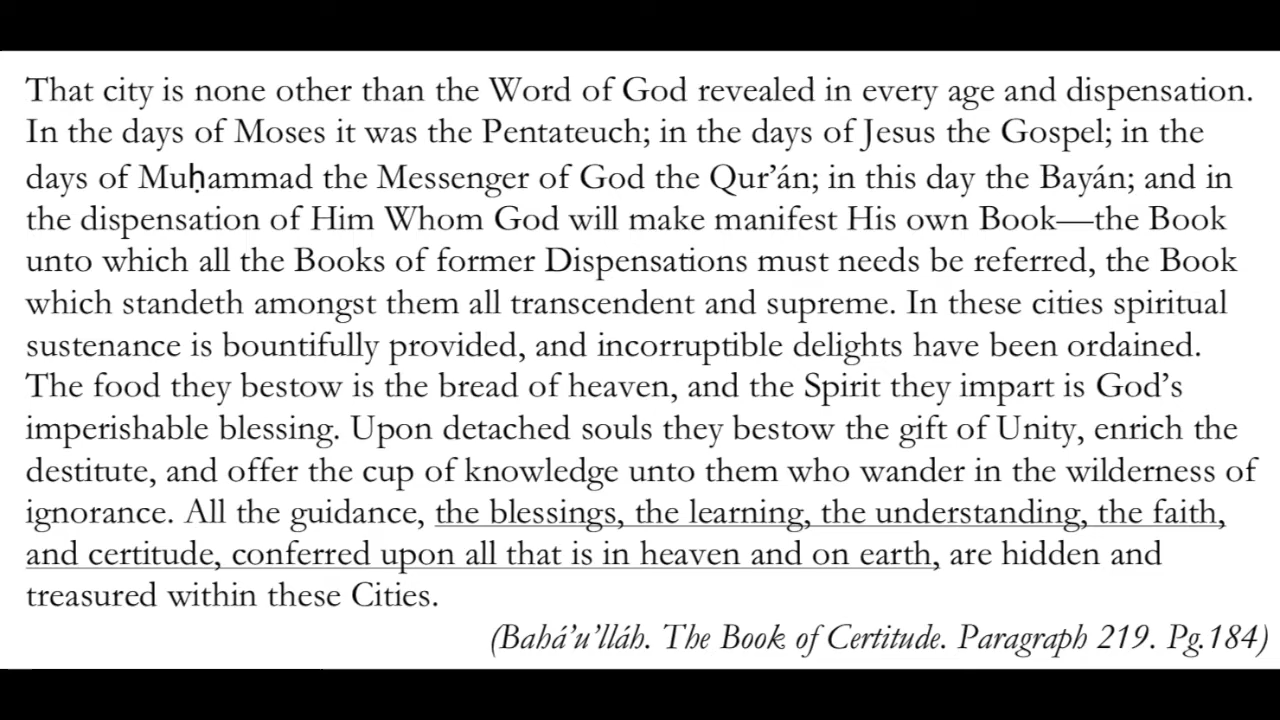 That city is none other than the Word of God revealed in every age and dispensation.
In the days of Moses it was the Pentateuch; in the days of Jesus the Gospel; in the
days of Muḥammad the Messenger of God the Qur’án; in this day the Bayán; and in
the dispensation of Him Whom God will make manifest His own Book—the Book
unto which all the Books of former Dispensations must needs be referred, the Book
which standeth amongst them all transcendent and supreme. In these cities spiritual
sustenance is bountifully provided, and incorruptible delights have been ordained.
The food they bestow is the bread of heaven, and the Spirit they impart is God’s
imperishable blessing. Upon detached souls they bestow the gift of Unity, enrich the
destitute, and offer the cup of knowledge unto them who wander in the wilderness of
ignorance. All the guidance, the blessings, the learning, the understanding, the faith,
and certitude, conferred upon all that is in heaven and on earth, are hidden and
treasured within these Cities.
(Bahá’u’lláh. The Book of Certitude. Paragraph 219. Pg.184)